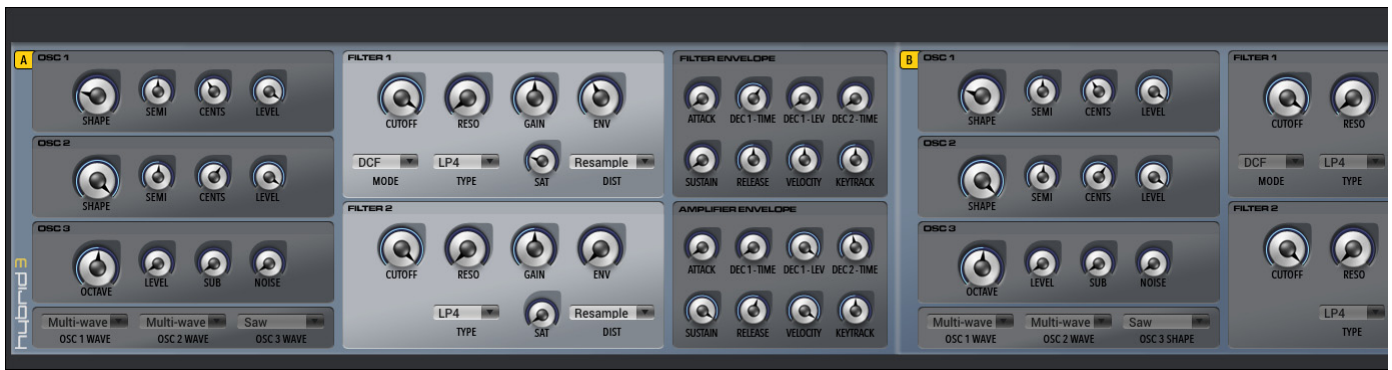 A
OSC 1
SHAPE SEMI CENTS LEVEL
OSC 2
SHAPE SEMI CENTS LEVEL
OSC 3
OCTAVE LEVEL SUB NOISE
Multi-wave Multi-wave Saw
OSC 1 WAVE OSC 2 WAVE OSC 3 WAVE
hybrid 3
FILTER 1
CUTOFF RESO GAIN ENV
DCF LP4 Resample
MODE TYPE SAT DIST
FILTER 2
CUTOFF RESO GAIN ENV
LP4 Resample
TYPE SAT DIST
FILTER ENVELOPE
ATTACK DEC 1 - TIME DEC 1 - LEV DEC 2 - TIME
SUSTAIN RELEASE VELOCITY KEYTRACK
AMPLIFIER ENVELOPE
ATTACK DEC 1 - TIME DEC 1 - LEV DEC 2 - TIME
SUSTAIN RELEASE VELOCITY KEYTRACK
B
OSC 1
SHAPE SEMI CENTS LEVEL
OSC 2
SHAPE SEMI CENTS LEVEL
OSC 3
OCTAVE LEVEL SUB NOISE
Multi-wave Multi-wave Saw
OSC 1 WAVE OSC 2 WAVE OSC 3 SHAPE
FILTER 1
CUTOFF RESO
DCF LP4
MODE TYPE
FILTER 2
CUTOFF RESO
LP4
TYPE